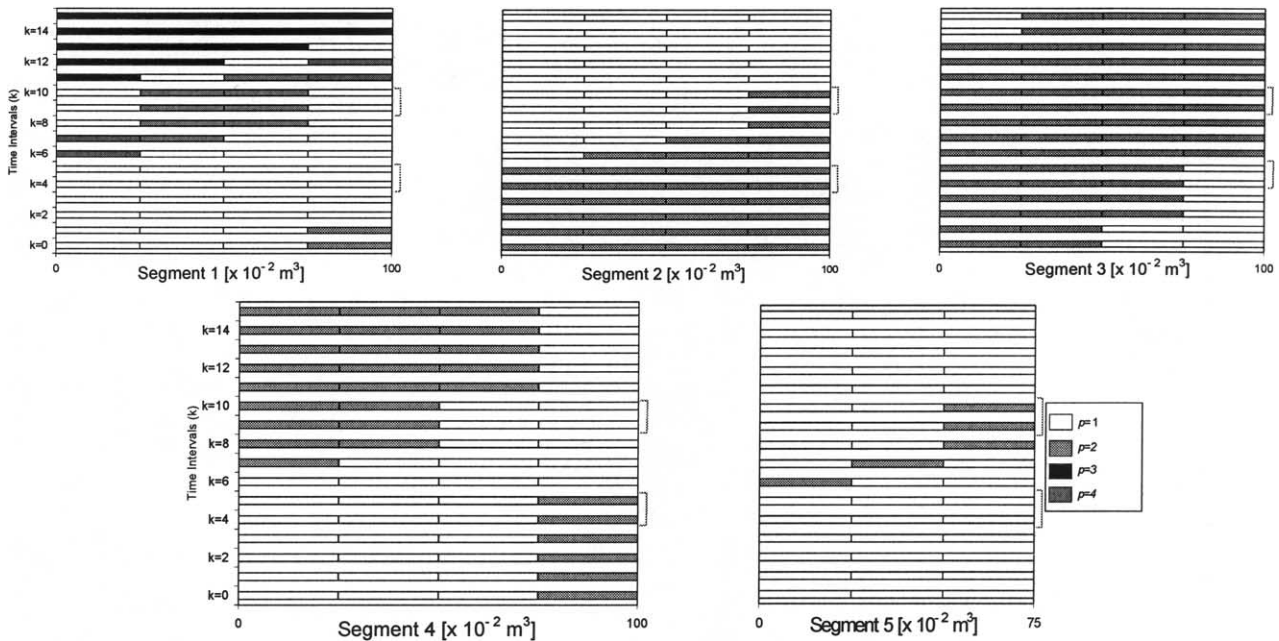 Time Intervals (k)
k=14
k=12
k=10
k=8
k=6
k=4
k=2
k=0
0
100
Segment 1 [x 10⁻² m³]
0
100
Segment 2 [x 10⁻² m³]
0
100
Segment 3 [x 10⁻² m³]
Time Intervals (k)
k=14
k=12
k=10
k=8
k=6
k=4
k=2
k=0
0
100
Segment 4 [x 10⁻² m³]
0
75
Segment 5 [x 10⁻² m³]
p=1
p=2
p=3
p=4